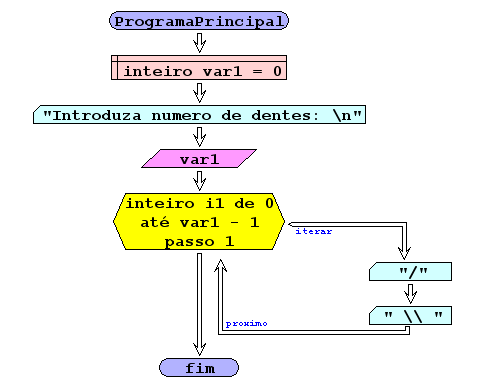 ProgramaPrincipal
inteiro var1 = 0
"Introduza numero de dentes: \n"
var1
inteiro i1 de 0
até var1 - 1
passo 1
iterar
"/"
" \\ "
proximo
fim